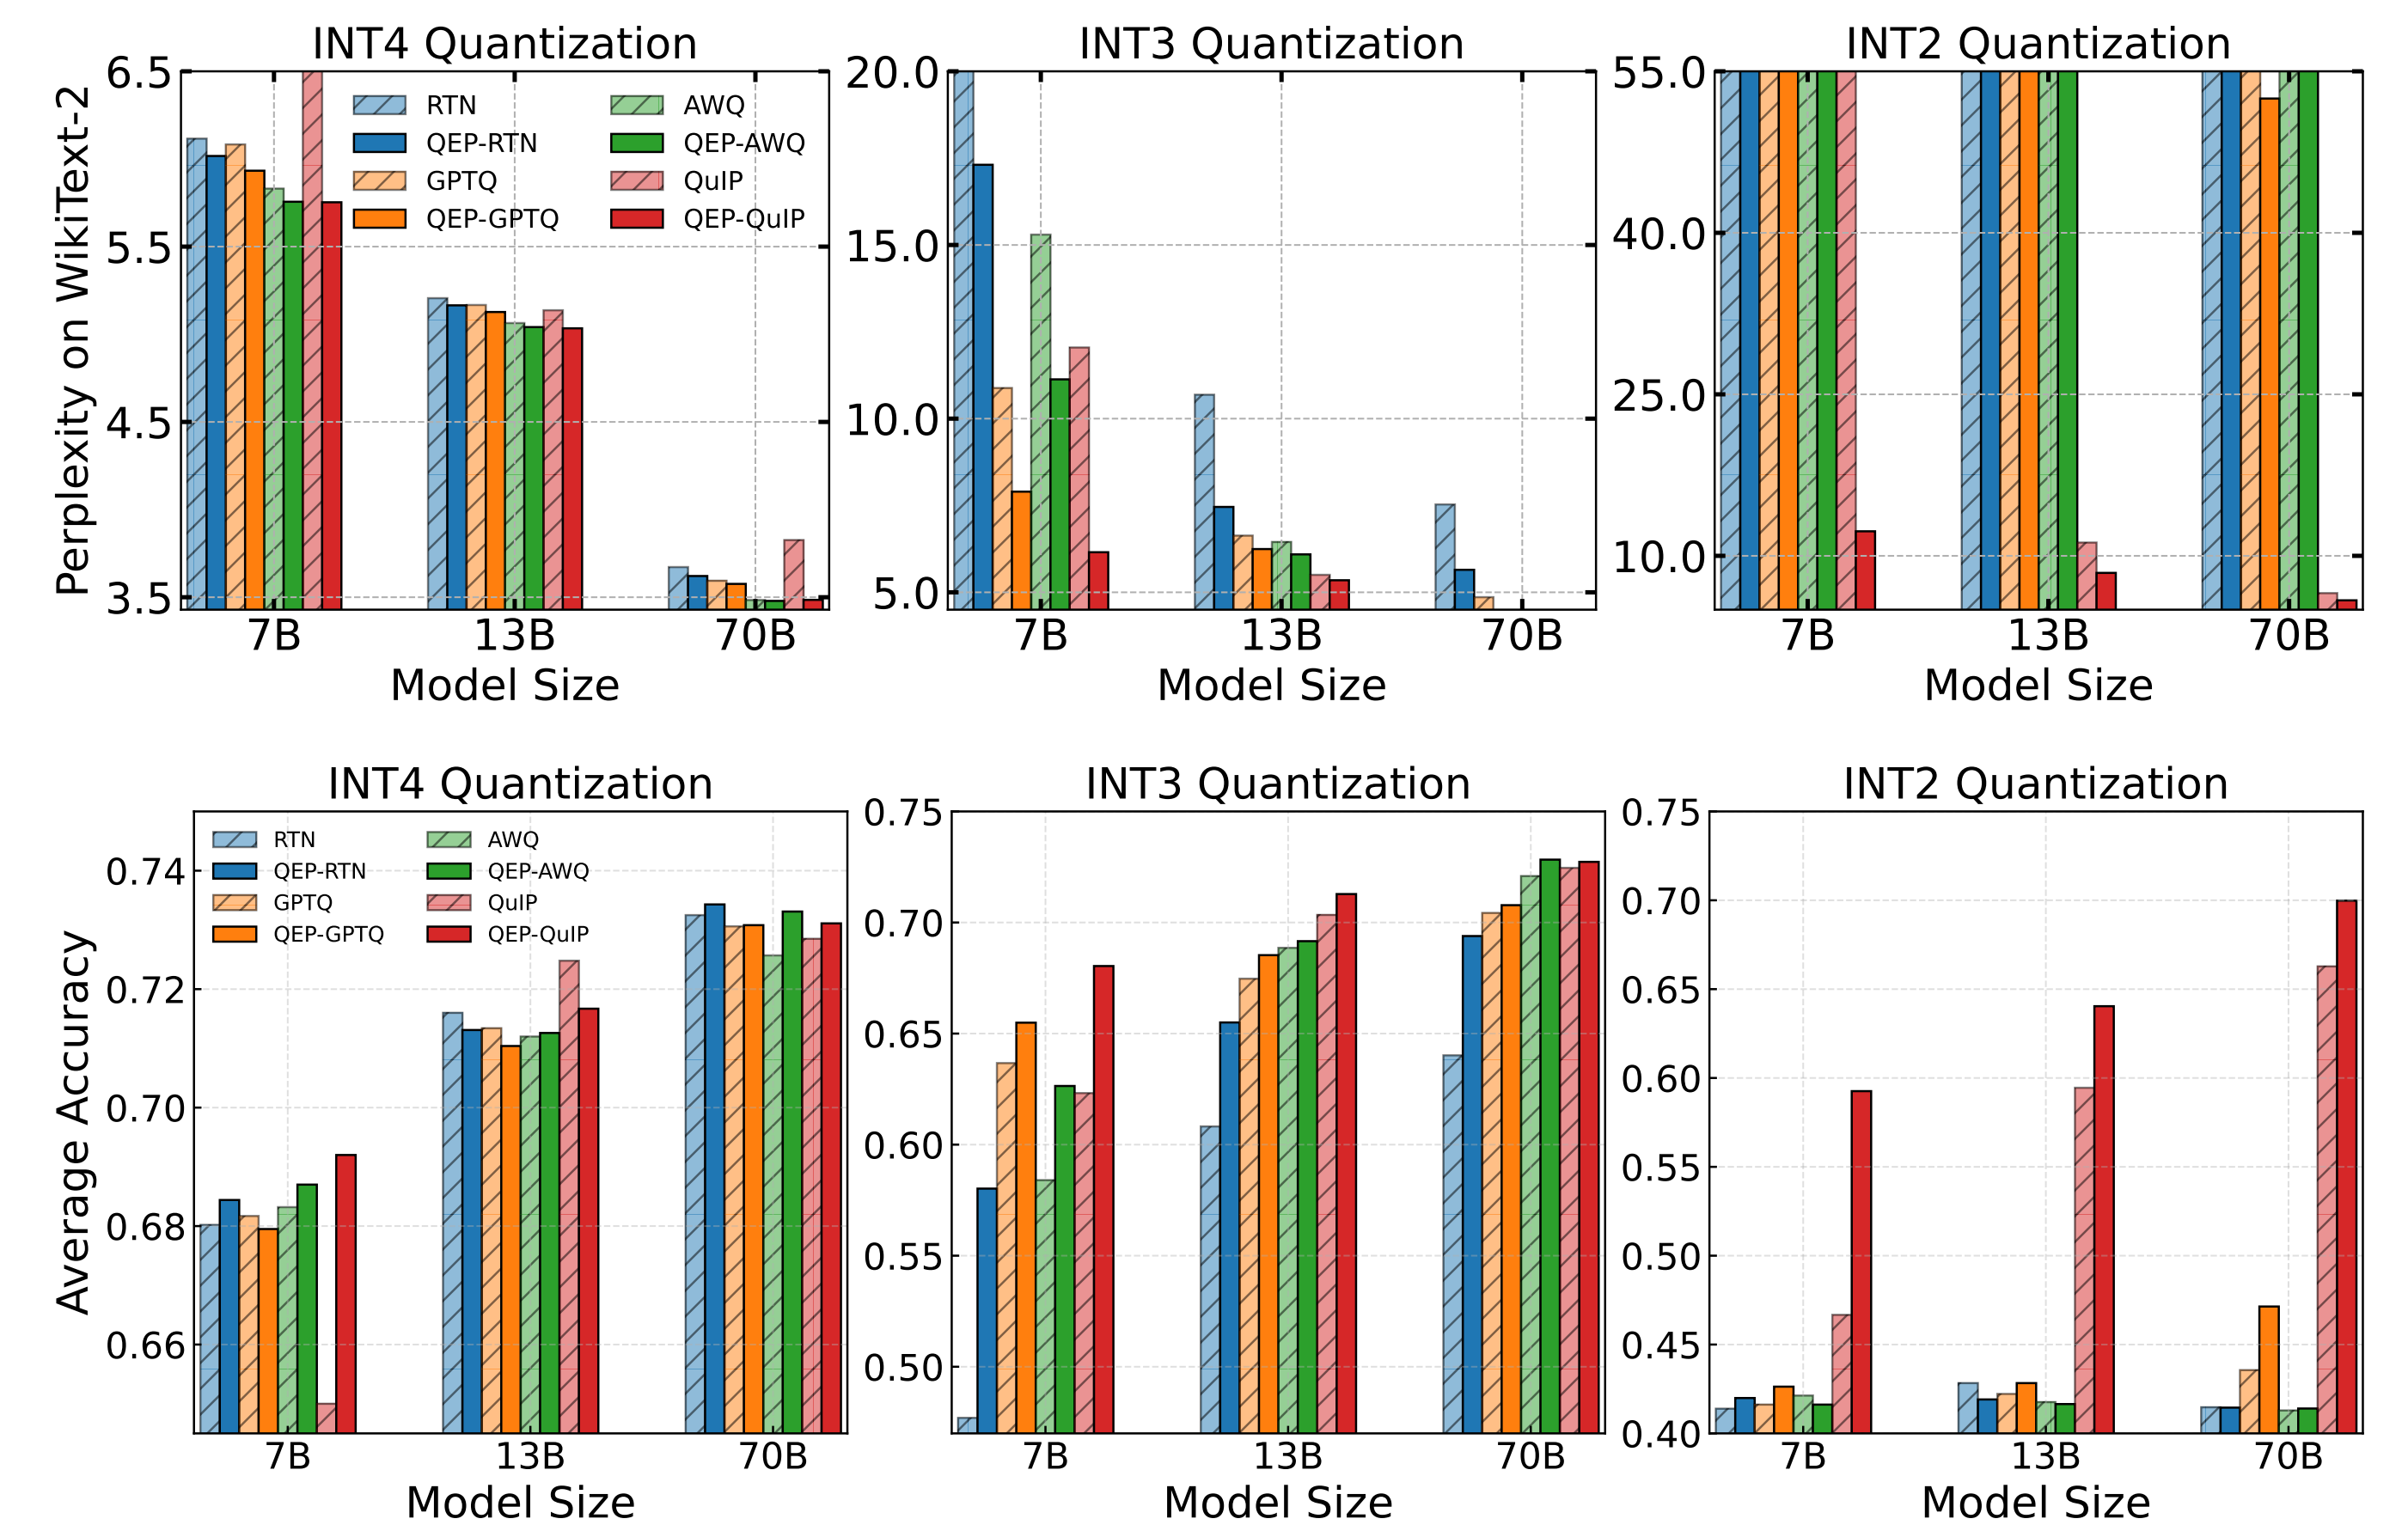 INT4 Quantization
INT3 Quantization
INT2 Quantization
Perplexity on WikiText-2
6.5
5.5
4.5
3.5
RTN
QEP-RTN
GPTQ
QEP-GPTQ
AWQ
QEP-AWQ
QuIP
QEP-QuIP
7B
13B
70B
Model Size
20.0
15.0
10.0
5.0
7B
13B
70B
Model Size
55.0
40.0
25.0
10.0
7B
13B
70B
Model Size
INT4 Quantization
INT3 Quantization
INT2 Quantization
Average Accuracy
0.74
0.72
0.70
0.68
0.66
RTN
QEP-RTN
GPTQ
QEP-GPTQ
AWQ
QEP-AWQ
QuIP
QEP-QuIP
7B
13B
70B
Model Size
0.75
0.70
0.65
0.60
0.55
0.50
7B
13B
70B
Model Size
0.75
0.70
0.65
0.60
0.55
0.50
0.45
0.40
7B
13B
70B
Model Size